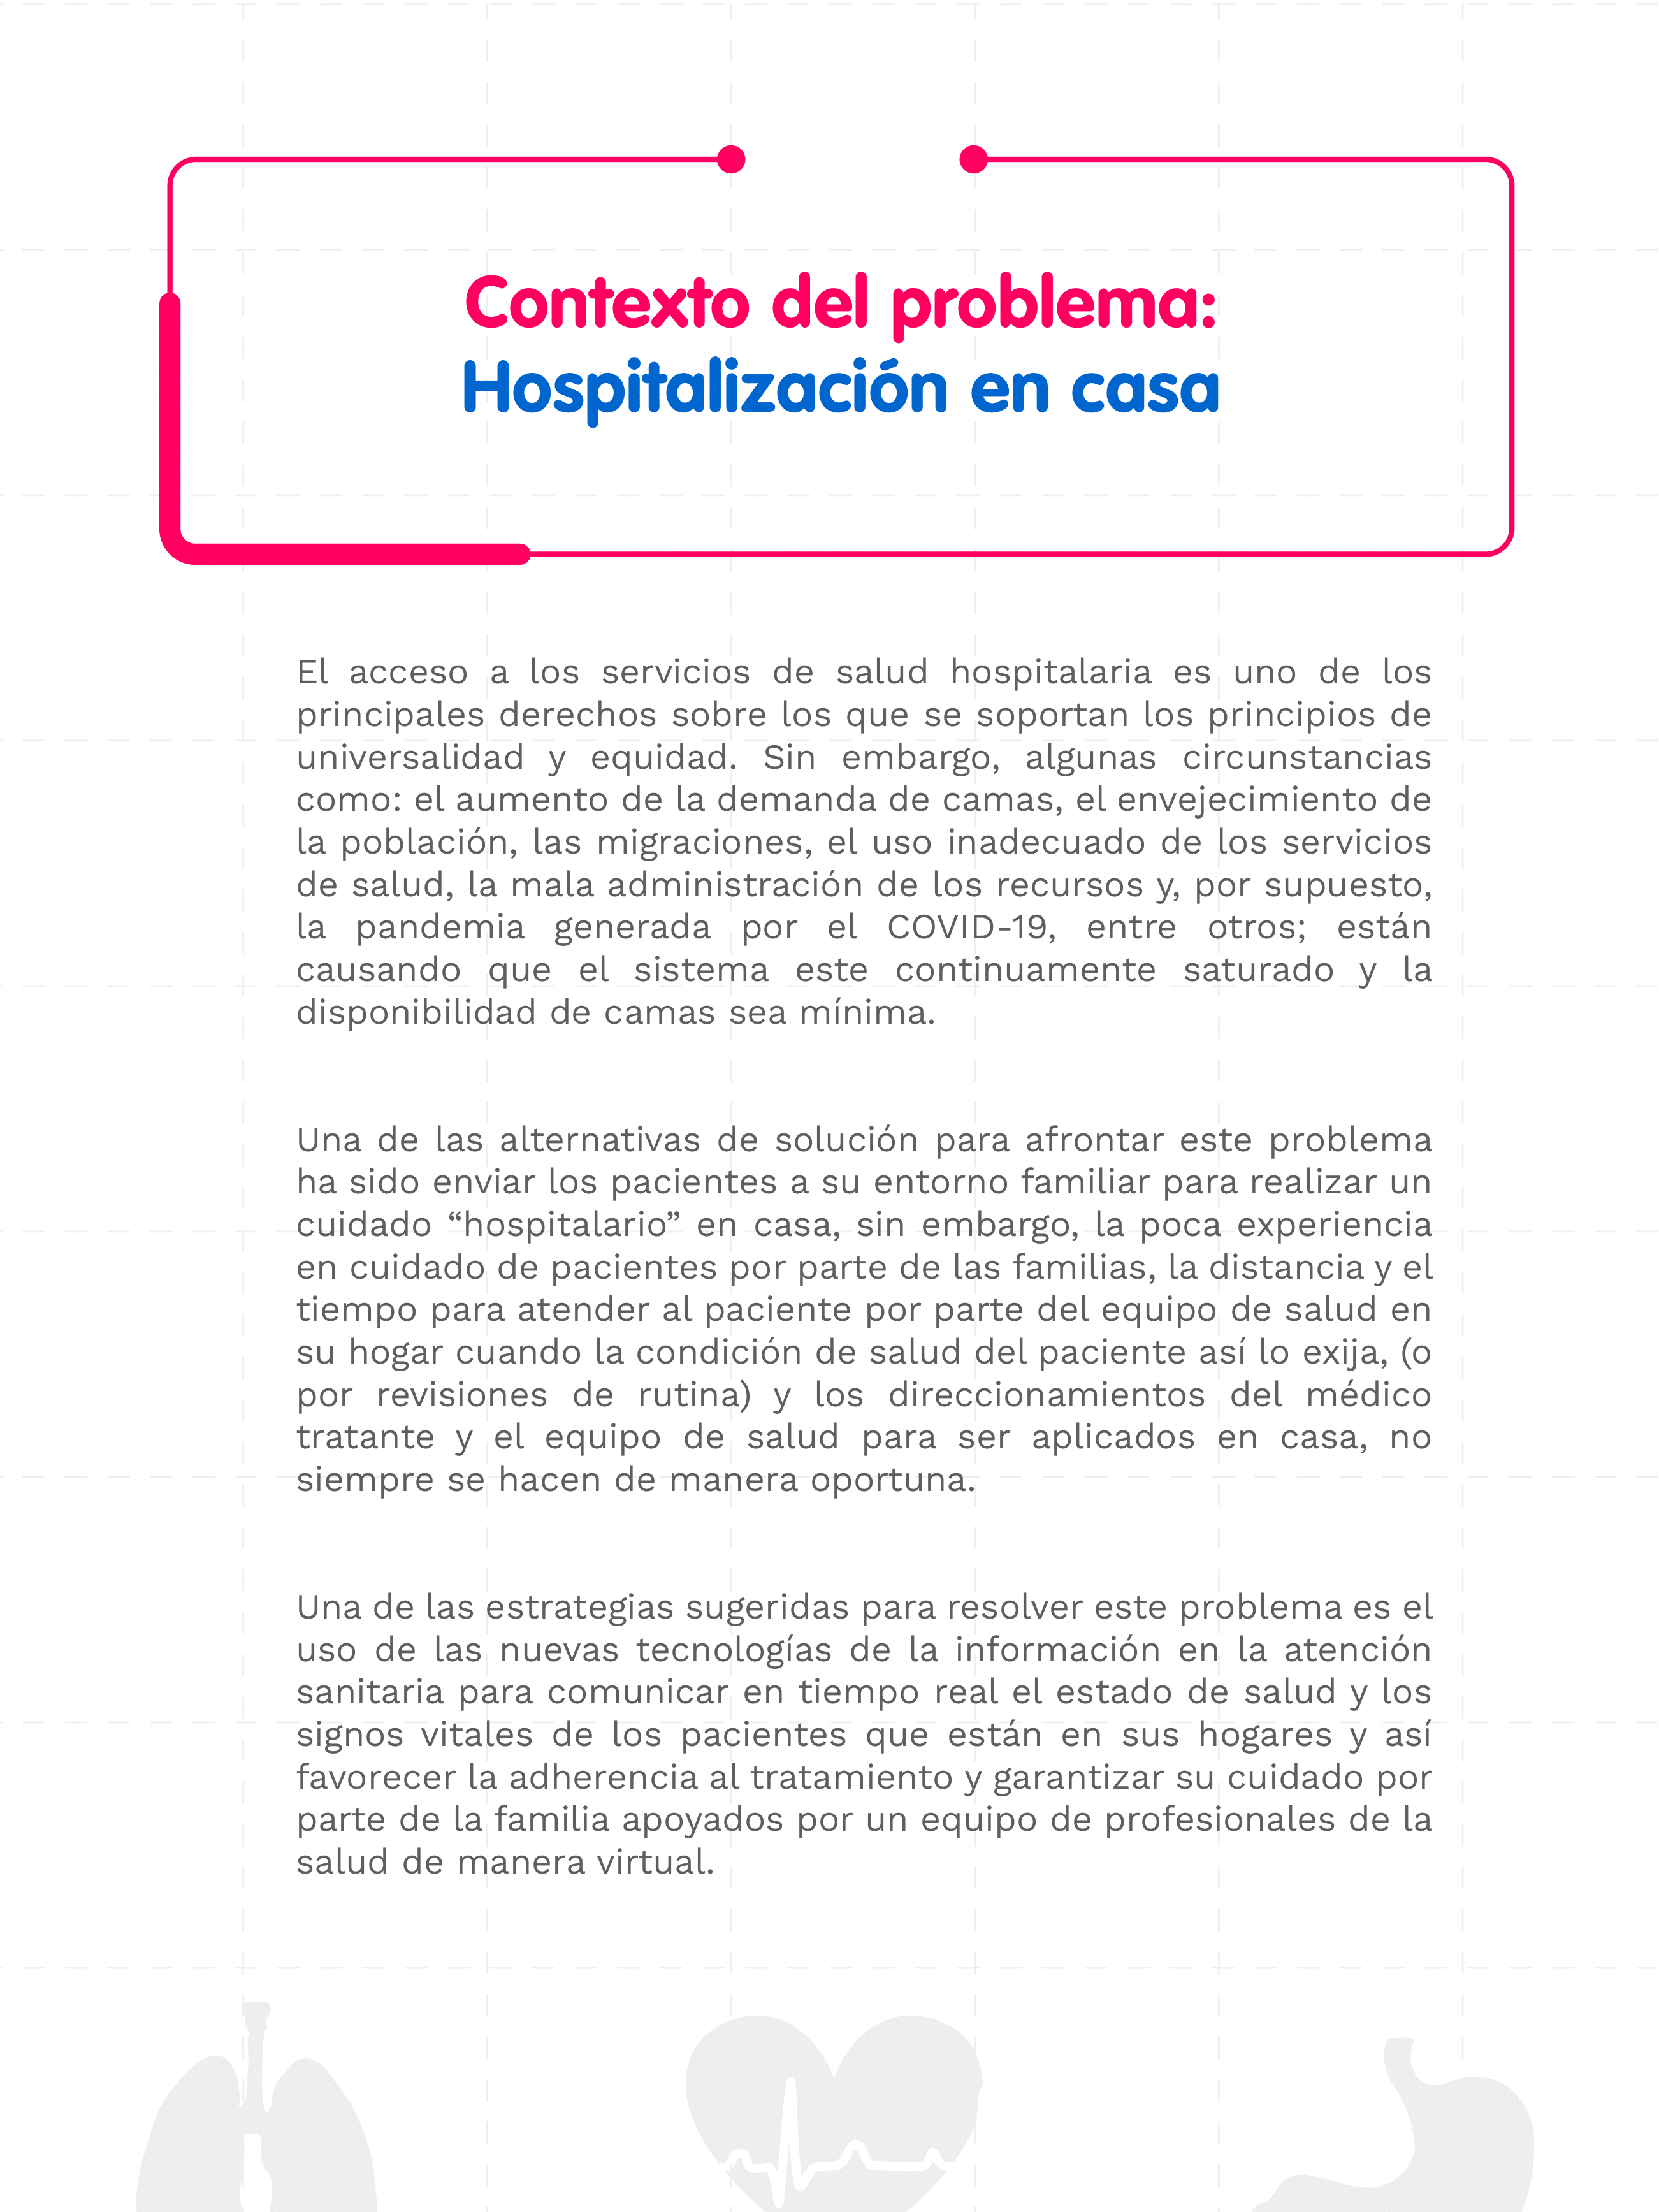 Contexto del problema:
Hospitalización en casa
El acceso a los servicios de salud hospitalaria es uno de los
principales derechos sobre los que se soportan los principios de
universalidad y equidad. Sin embargo, algunas circunstancias
como: el aumento de la demanda de camas, el envejecimiento de
la población, las migraciones, el uso inadecuado de los servicios
de salud, la mala administración de los recursos y, por supuesto,
la pandemia generada por el COVID-19, entre otros; están
causando que el sistema este continuamente saturado y la
disponibilidad de camas sea mínima.
Una de las alternativas de solución para afrontar este problema
ha sido enviar los pacientes a su entorno familiar para realizar un
cuidado “hospitalario” en casa, sin embargo, la poca experiencia
en cuidado de pacientes por parte de las familias, la distancia y el
tiempo para atender al paciente por parte del equipo de salud en
su hogar cuando la condición de salud del paciente así lo exija, (o
por revisiones de rutina) y los direccionamientos del médico
tratante y el equipo de salud para ser aplicados en casa, no
siempre se hacen de manera oportuna.
Una de las estrategias sugeridas para resolver este problema es el
uso de las nuevas tecnologías de la información en la atención
sanitaria para comunicar en tiempo real el estado de salud y los
signos vitales de los pacientes que están en sus hogares y así
favorecer la adherencia al tratamiento y garantizar su cuidado por
parte de la familia apoyados por un equipo de profesionales de la
salud de manera virtual.